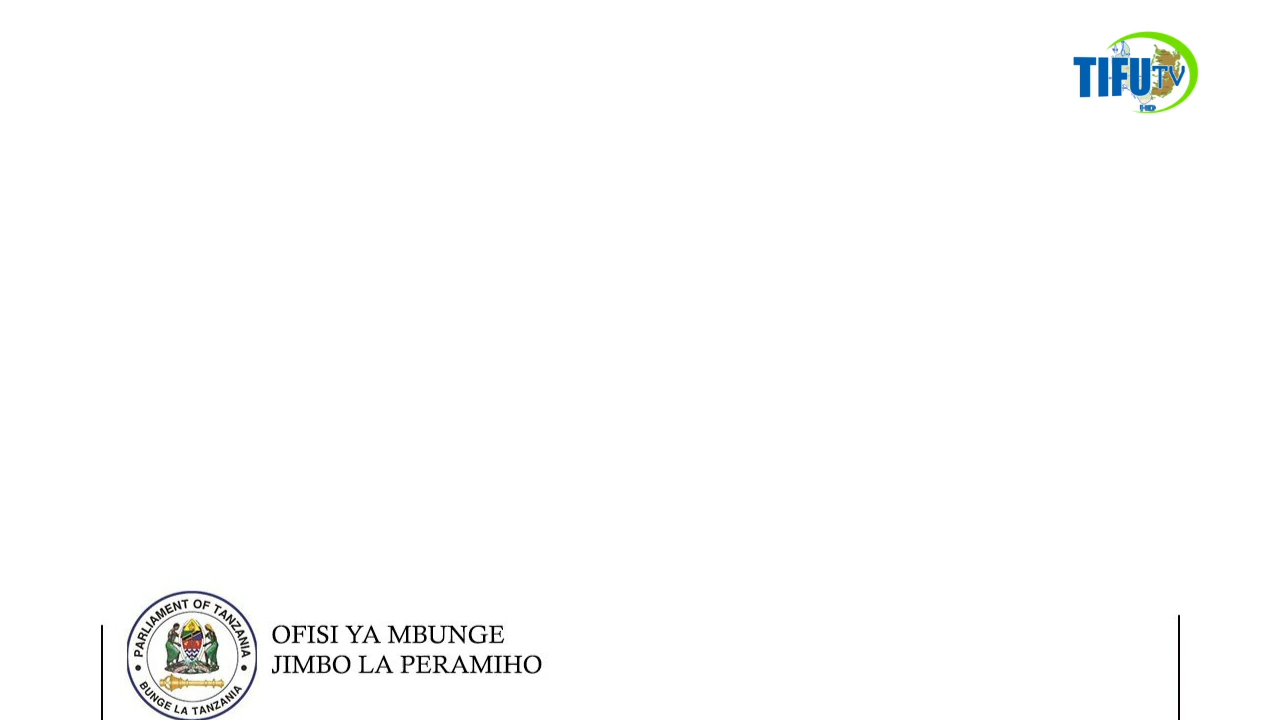 TIFU TV
HD
PARLIAMENT OF TANZANIA
OFISI YA MBUNGE
JIMBO LA PERAMIHO
BUNGE LA TANZANIA